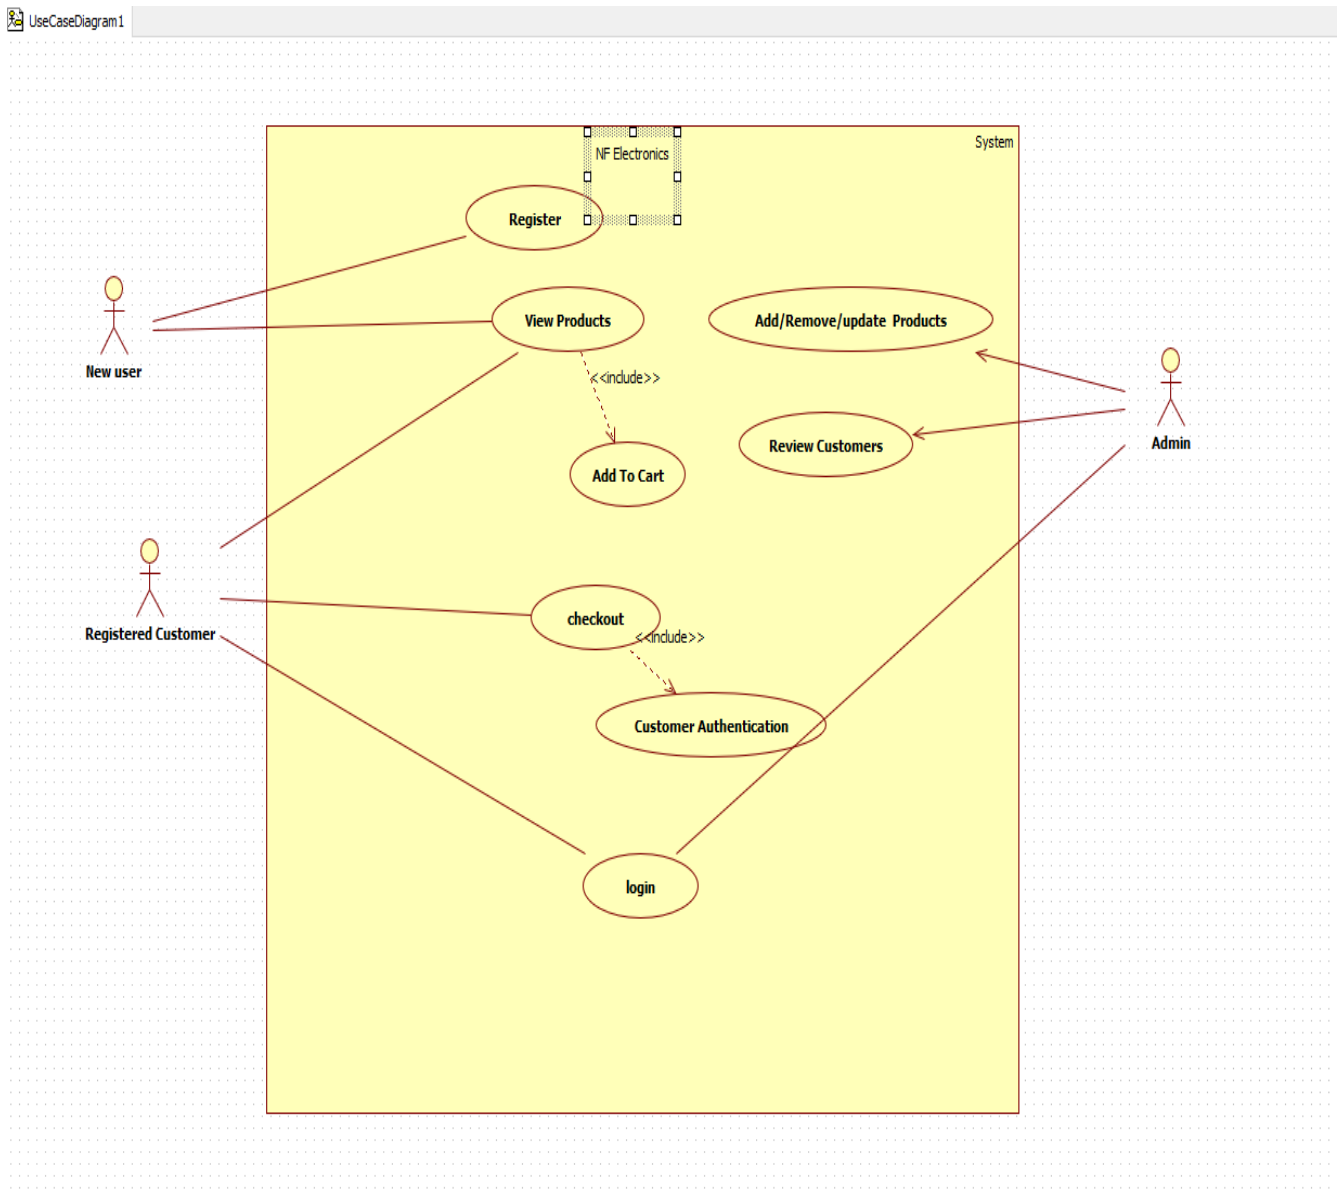 UseCaseDiagram1
System
NF Electronics
Register
View Products
Add/Remove/update Products
<<include>>
New user
Add To Cart
Review Customers
Admin
checkout
Registered Customer
<<include>>
Customer Authentication
login